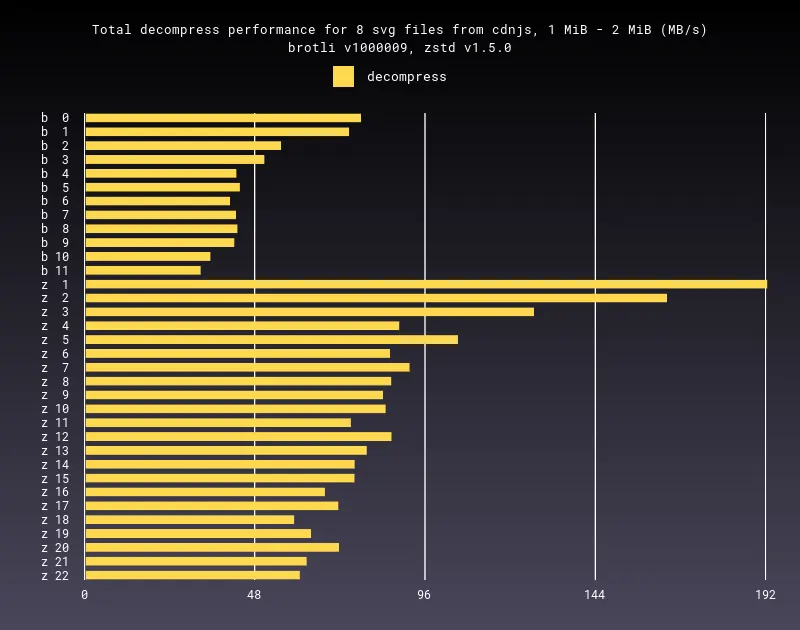 Total decompress performance for 8 svg files from cdnjs, 1 MiB - 2 MiB (MB/s)
brotli v1000009, zstd v1.5.0
decompress
b 0
b 1
b 2
b 3
b 4
b 5
b 6
b 7
b 8
b 9
b 10
b 11
z 1
z 2
z 3
z 4
z 5
z 6
z 7
z 8
z 9
z 10
z 11
z 12
z 13
z 14
z 15
z 16
z 17
z 18
z 19
z 20
z 21
z 22
0 48 96 144 192